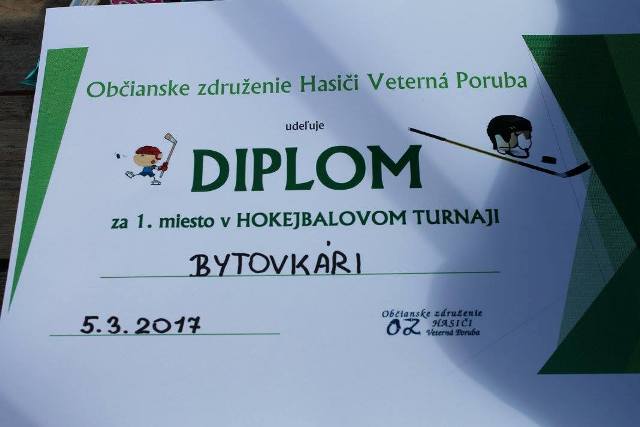 Občianske združenie Hasiči Veterná Poruba
udeľuje
DIPLOM
za 1. miesto v HOKEJBALOVOM TURNAJI
BYTOVKÁRI
5.3.2017
Občianske združenie
OZ HASIČI
Veterná Poruba